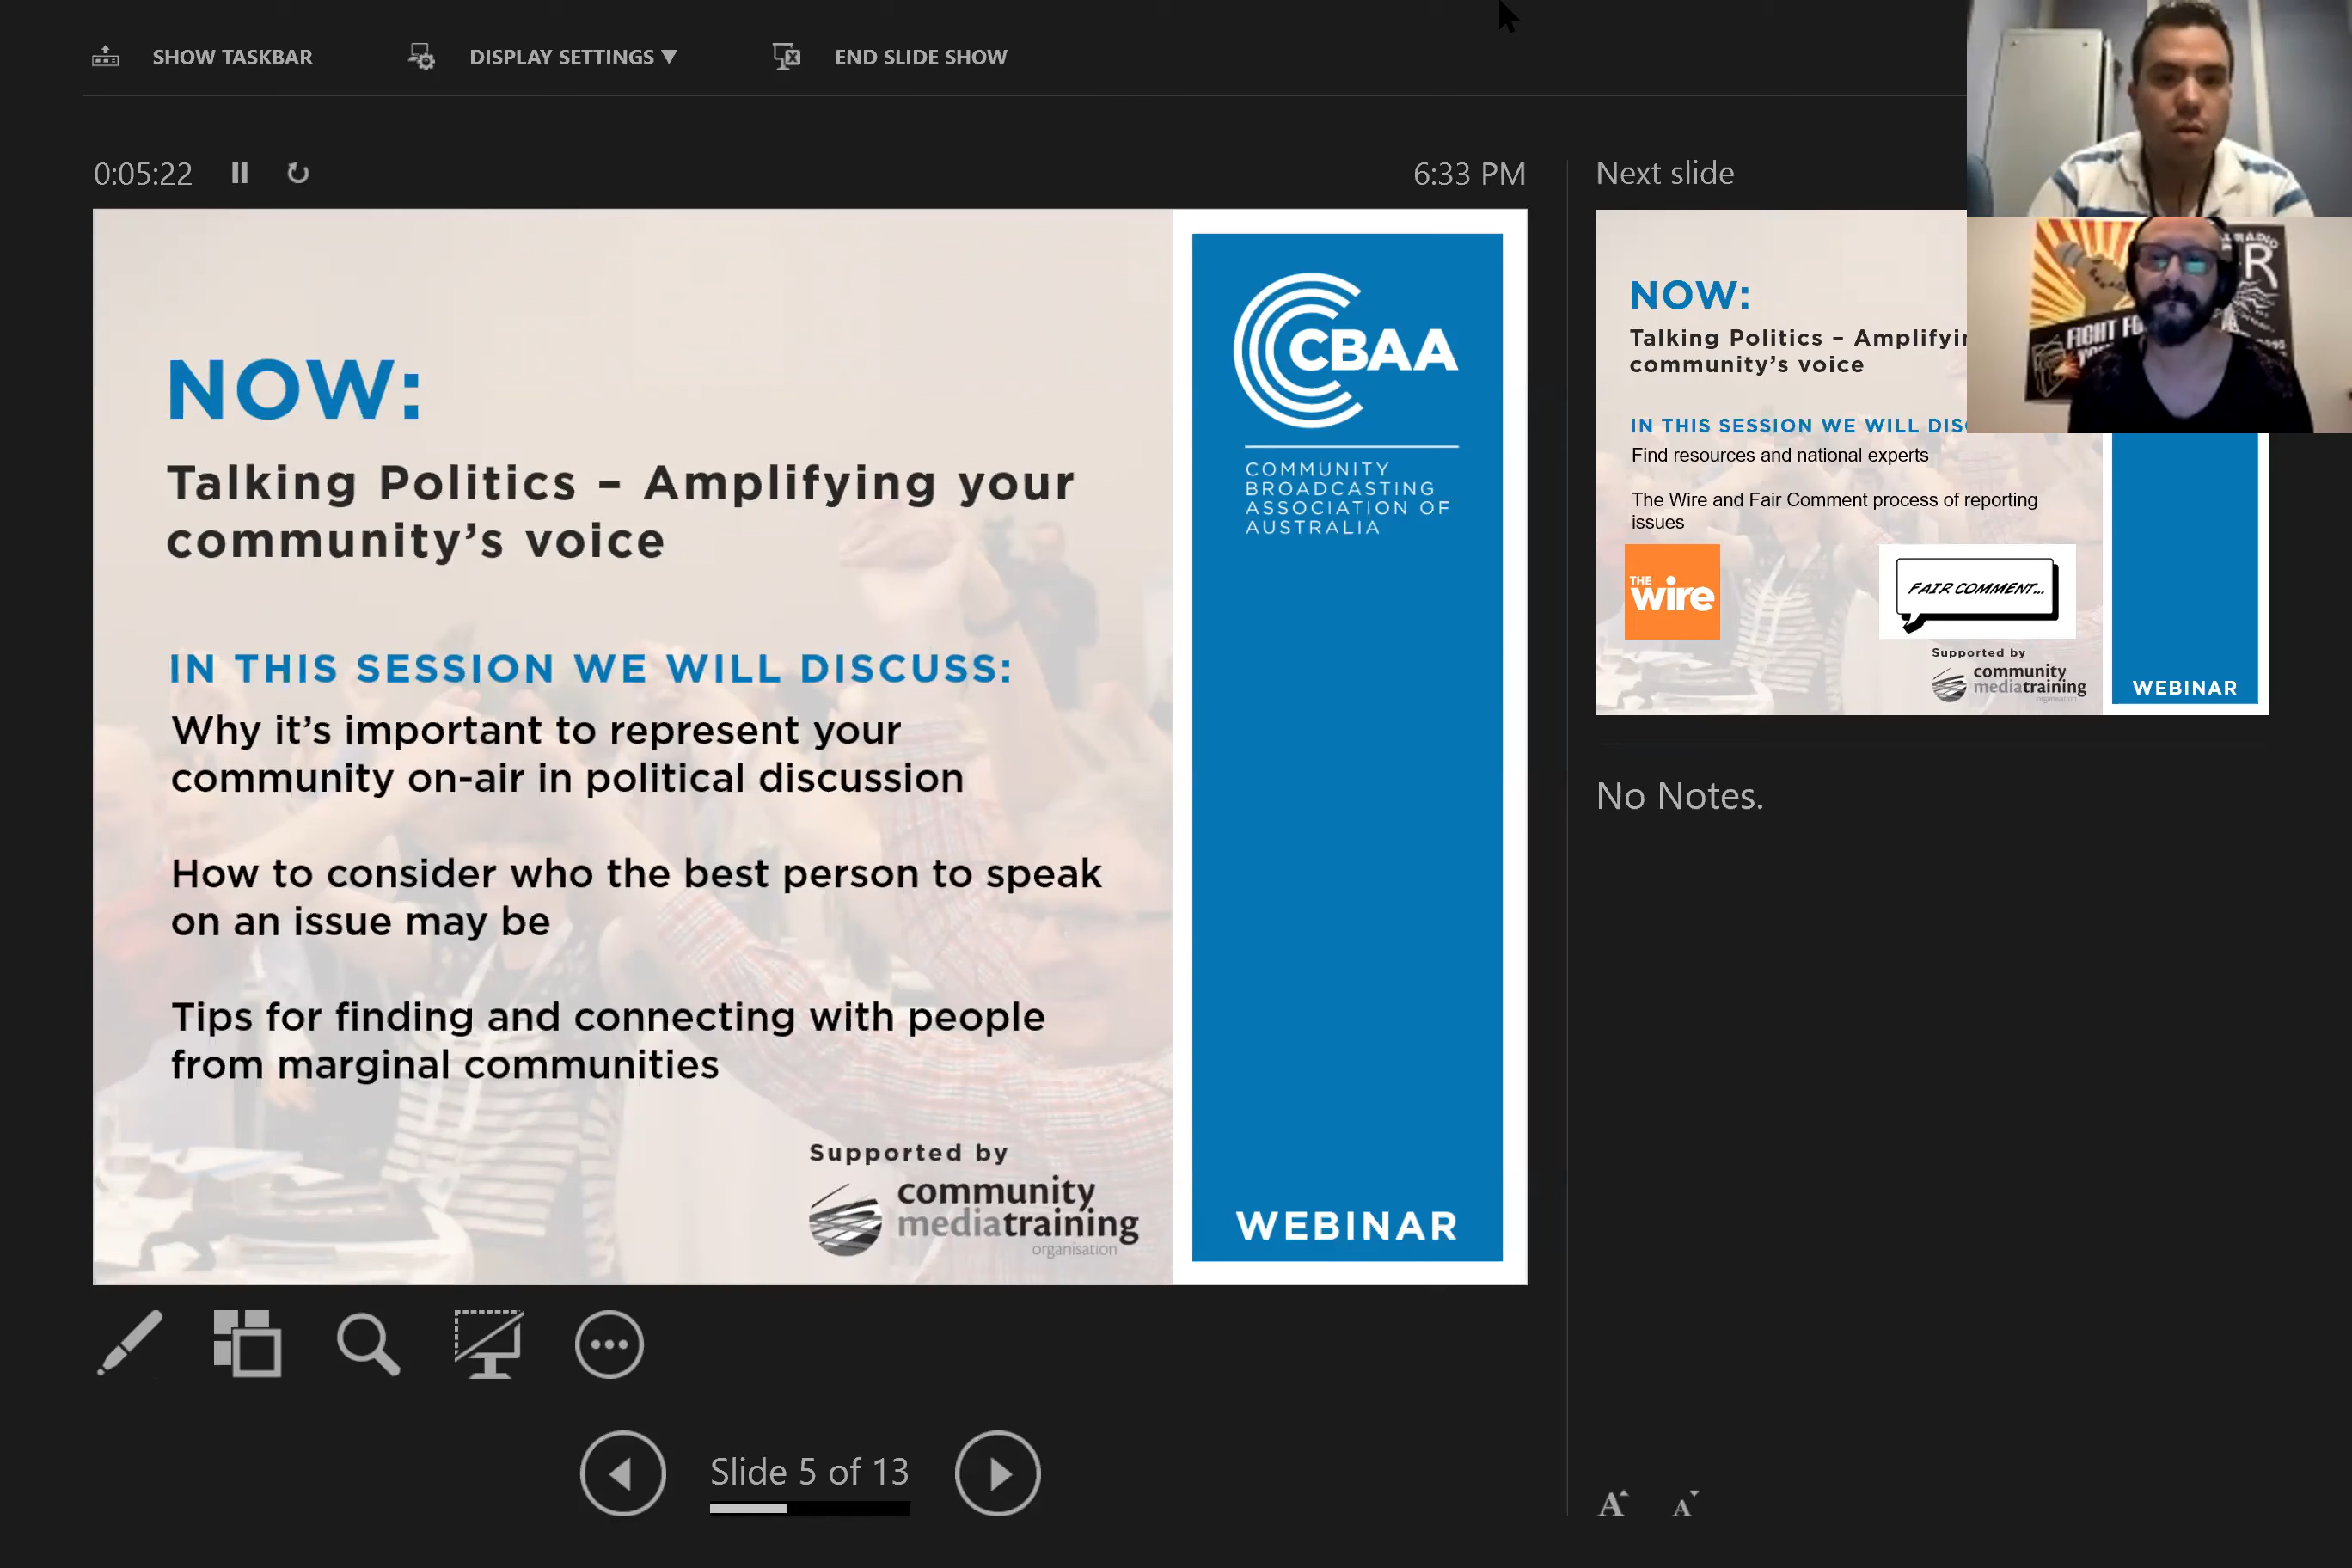 SHOW TASKBAR
DISPLAY SETTINGS ▼
END SLIDE SHOW
0:05:22
6:33 PM
NOW:
Talking Politics – Amplifying your
community’s voice
IN THIS SESSION WE WILL DISCUSS:
Why it’s important to represent your
community on-air in political discussion
How to consider who the best person to speak
on an issue may be
Tips for finding and connecting with people
from marginal communities
Supported by
community
mediatraining
organisation
CBAA
COMMUNITY
BROADCASTING
ASSOCIATION OF
AUSTRALIA
WEBINAR
Slide 5 of 13
Next slide
NOW:
Talking Politics – Amplifyin
community’s voice
IN THIS SESSION WE WILL DISC
Find resources and national experts
The Wire and Fair Comment process of reporting
issues
THE
wire
FAIR COMMENT...
Supported by
community
mediatraining
organisation
WEBINAR
FIGHT
No Notes.
A A